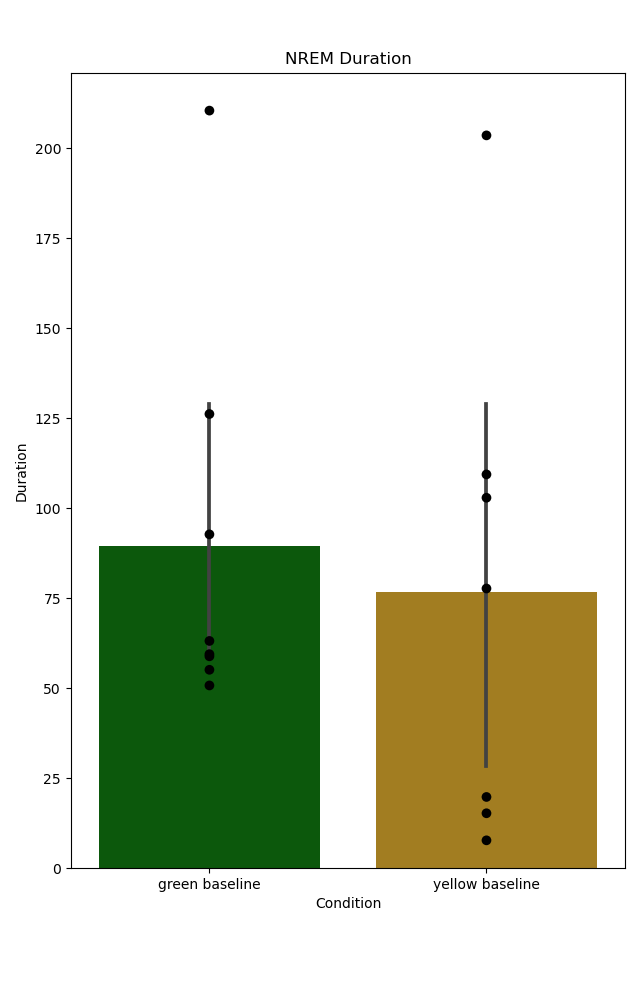 NREM Duration
200
175
150
125
100
75
50
25
0
Duration
green baseline
yellow baseline
Condition